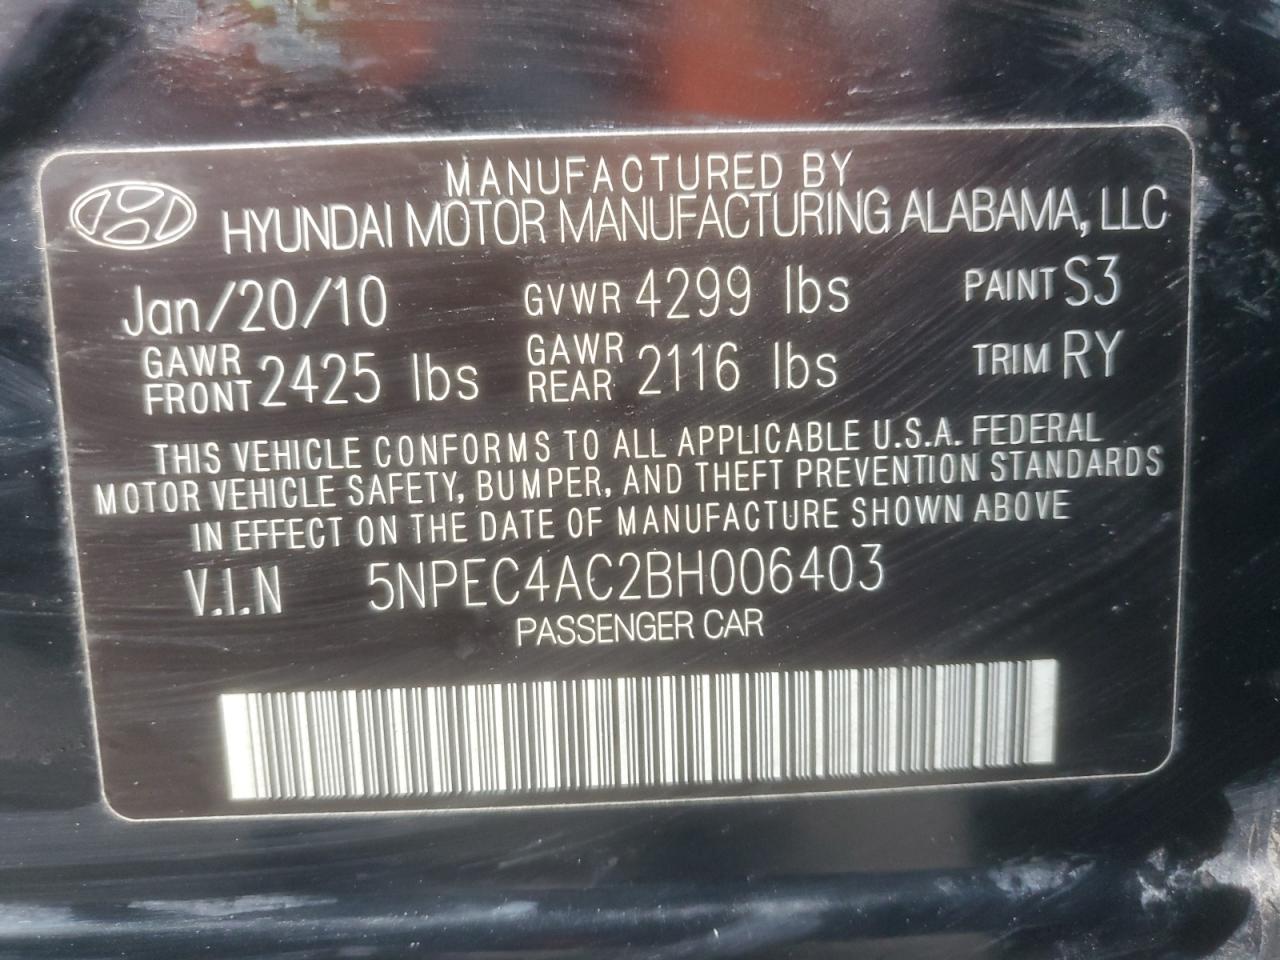 MANUFACTURED BY
HYUNDAI MOTOR MANUFACTURING ALABAMA, LLC
Jan/20/10 GVWR 4299 lbs PAINT S3
GAWR FRONT 2425 lbs GAWR REAR 2116 lbs TRIM RY
THIS VEHICLE CONFORMS TO ALL APPLICABLE U.S.A. FEDERAL
MOTOR VEHICLE SAFETY, BUMPER, AND THEFT PREVENTION STANDARDS
IN EFFECT ON THE DATE OF MANUFACTURE SHOWN ABOVE
V.I.N 5NPEC4AC2BH006403
PASSENGER CAR